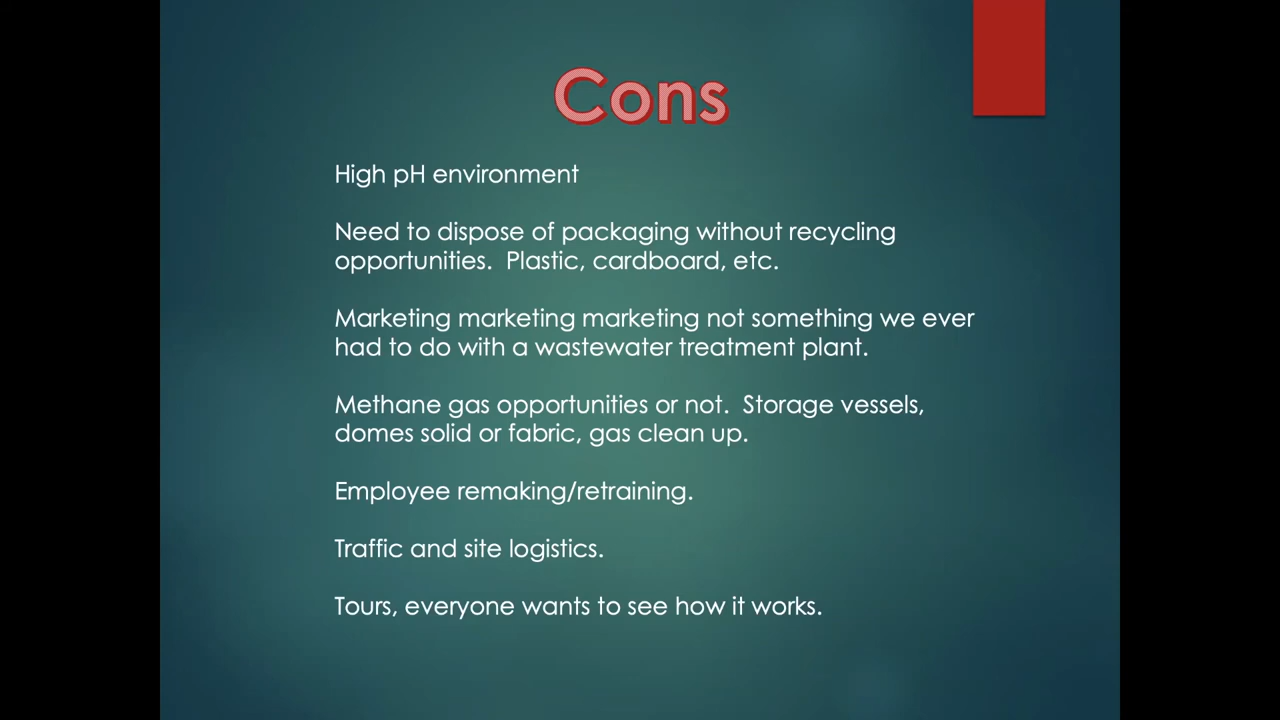 Cons
High pH environment
Need to dispose of packaging without recycling
opportunities.  Plastic, cardboard, etc.
Marketing marketing marketing not something we ever
had to do with a wastewater treatment plant.
Methane gas opportunities or not.  Storage vessels,
domes solid or fabric, gas clean up.
Employee remaking/retraining.
Traffic and site logistics.
Tours, everyone wants to see how it works.